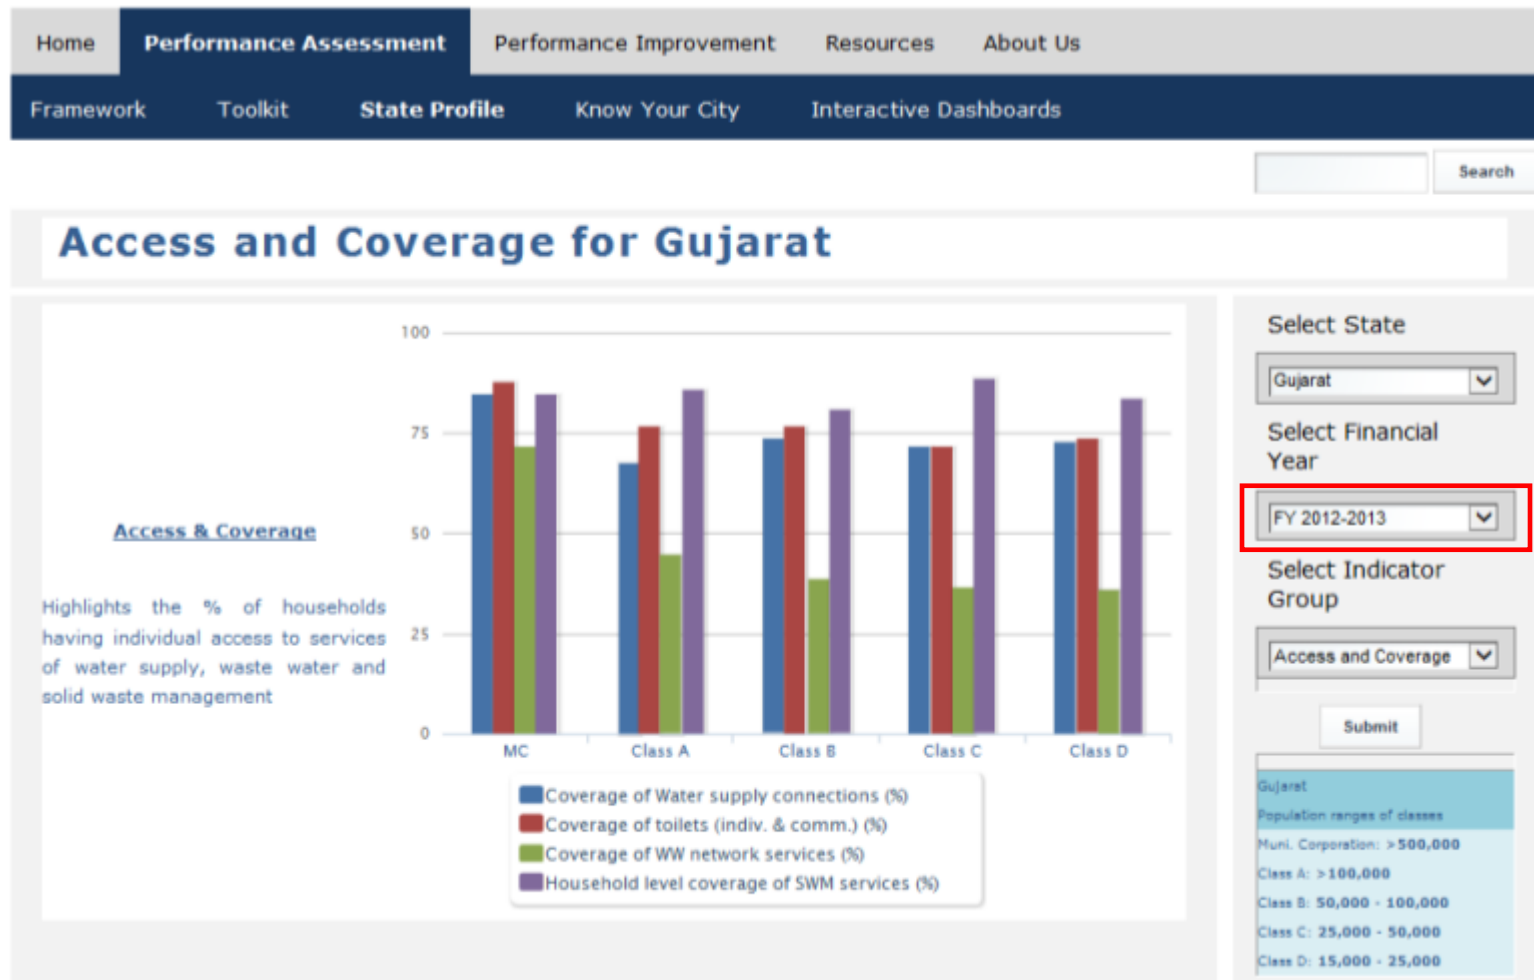 Home Performance Assessment Performance Improvement Resources About Us
Framework Toolkit State Profile Know Your City Interactive Dashboards
Search
Access and Coverage for Gujarat
Access & Coverage
Highlights the % of households
having individual access to services
of water supply, waste water and
solid waste management
100
75
50
25
0
MC Class A Class B Class C Class D
Coverage of Water supply connections (%)
Coverage of toilets (indiv. & comm.) (%)
Coverage of WW network services (%)
Household level coverage of SWM services (%)
Select State
Gujarat
Select Financial
Year
FY 2012-2013
Select Indicator
Group
Access and Coverage
Submit
Gujarat
Population ranges of classes
Muni. Corporation: >500,000
Class A: >100,000
Class B: 50,000 - 100,000
Class C: 25,000 - 50,000
Class D: 15,000 - 25,000